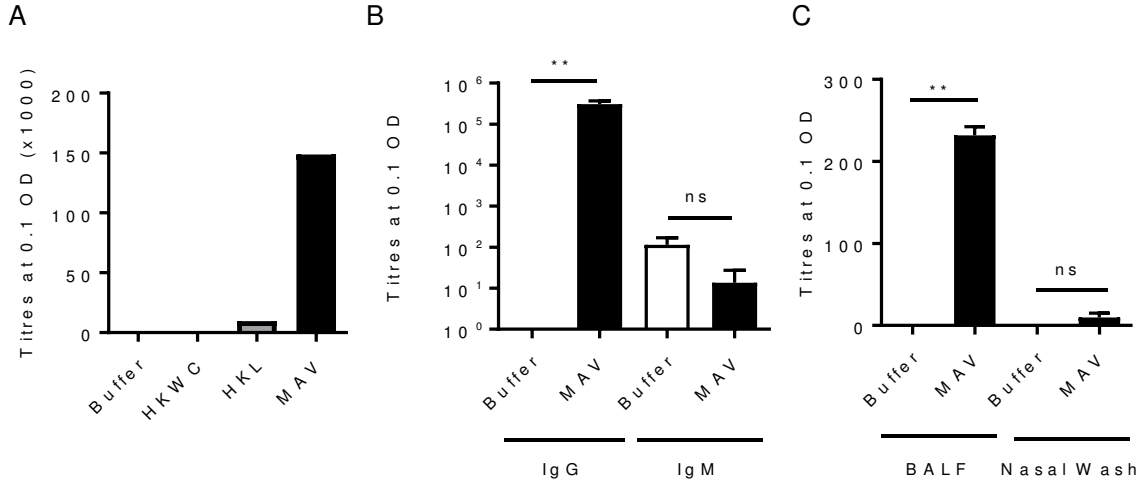 A
Titres at 0.1 OD (x1000)
200
150
100
50
0
Buffer
HKWC
HKL
MAV
B
Titres at 0.1 OD
10^6
10^5
10^4
10^3
10^2
10^1
10^0
**
ns
Buffer
MAV
Buffer
MAV
IgG
IgM
C
Titres at 0.1 OD
300
200
100
0
**
ns
Buffer
MAV
Buffer
MAV
BALF
Nasal Wash